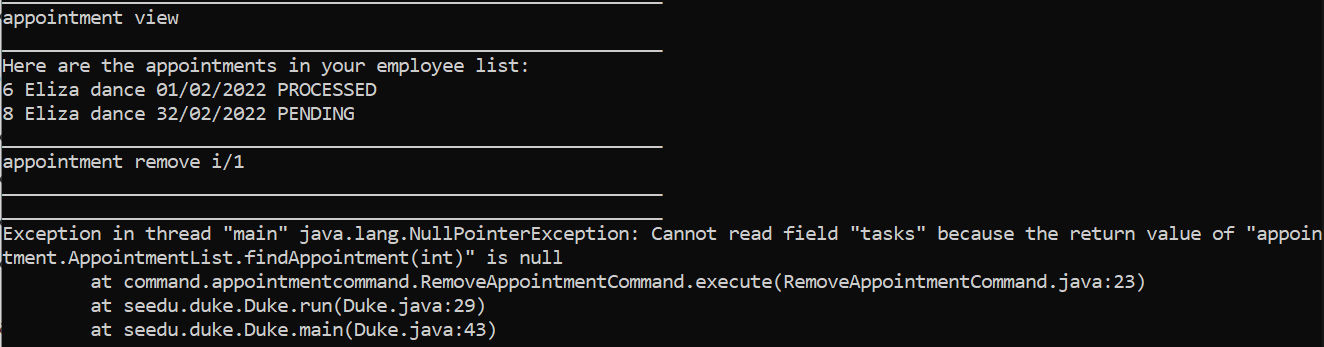 appointment view
Here are the appointments in your employee list:
6 Eliza dance 01/02/2022 PROCESSED
8 Eliza dance 32/02/2022 PENDING
appointment remove i/1
Exception in thread "main" java.lang.NullPointerException: Cannot read field "tasks" because the return value of "appoin
tment.AppointmentList.findAppointment(int)" is null
at command.appointmentcommand.RemoveAppointmentCommand.execute(RemoveAppointmentCommand.java:23)
at seedu.duke.Duke.run(Duke.java:29)
at seedu.duke.Duke.main(Duke.java:43)